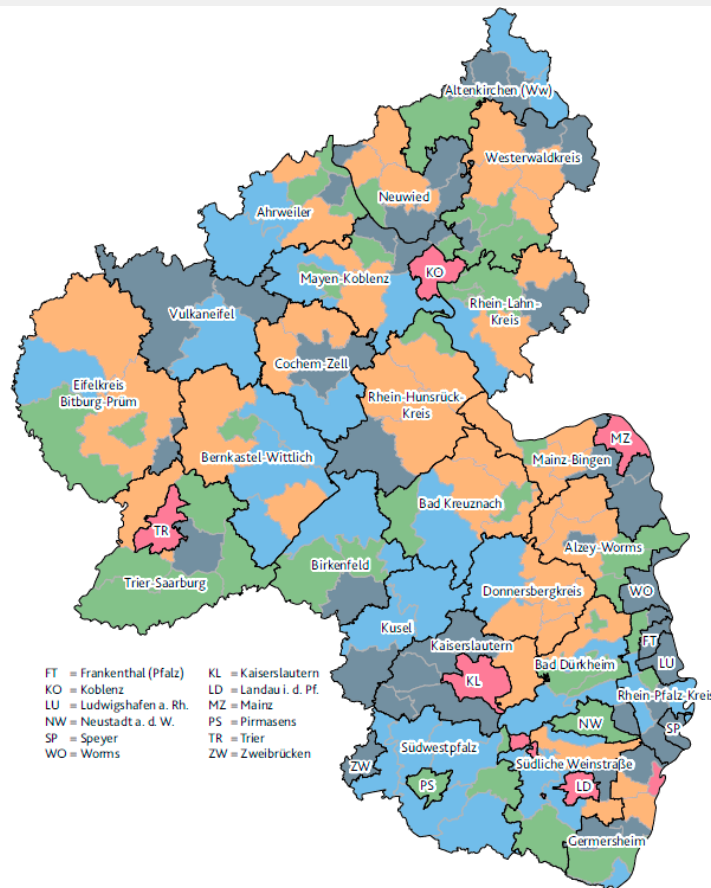 Altenkirchen (Ww)
Westerwaldkreis
Neuwied
Ahrweiler
KO
Mayen-Koblenz
Rhein-Lahn-
Kreis
Vulkaneifel
Cochem-Zell
Eifelkreis
Bitburg-Prüm
Rhein-Hunsrück-
Kreis
MZ
Mainz-Bingen
Bernkastel-Wittlich
Bad Kreuznach
TR
Alzey-Worms
Birkenfeld
Trier-Saarburg
Donnersbergkreis
WO
Kusel
Kaiserslautern
FT
LU
Bad Dürkheim
KL
Rhein-Pfalz-Kreis
NW
SP
Südwestpfalz
ZW
Südliche Weinstraße
PS
LD
Germersheim
FT = Frankenthal (Pfalz)
KO = Koblenz
LU = Ludwigshafen a. Rh.
NW = Neustadt a. d. W.
SP = Speyer
WO = Worms
KL = Kaiserslautern
LD = Landau i. d. Pf.
MZ = Mainz
PS = Pirmasens
TR = Trier
ZW = Zweibrücken